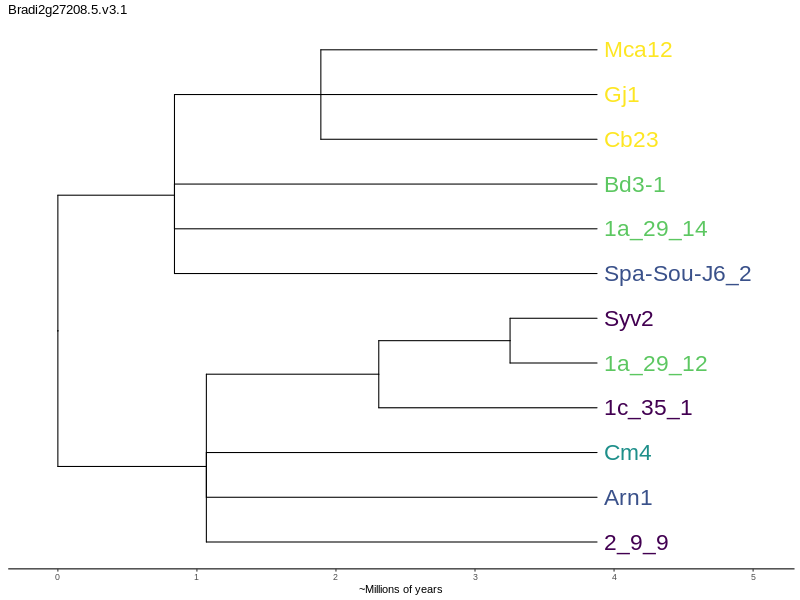 Bradi2g27208.5.v3.1
Mca12
Gj1
Cb23
Bd3-1
1a_29_14
Spa-Sou-J6_2
Syv2
1a_29_12
1c_35_1
Cm4
Arn1
2_9_9
0 1 2 3 4 5
~Millions of years